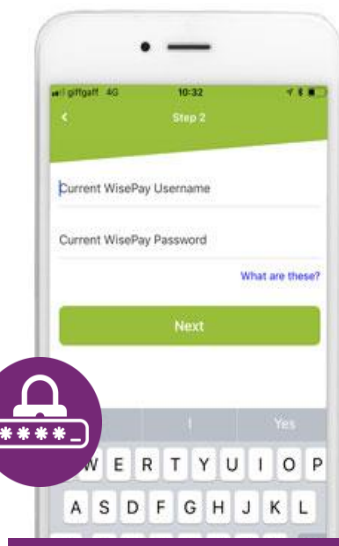 giffgaff 4G 10:32
Step 2
Current WisePay Username
Current WisePay Password
What are these?
Next
I Yes
****_
W E R T Y U I O P
A S D F G H J K L